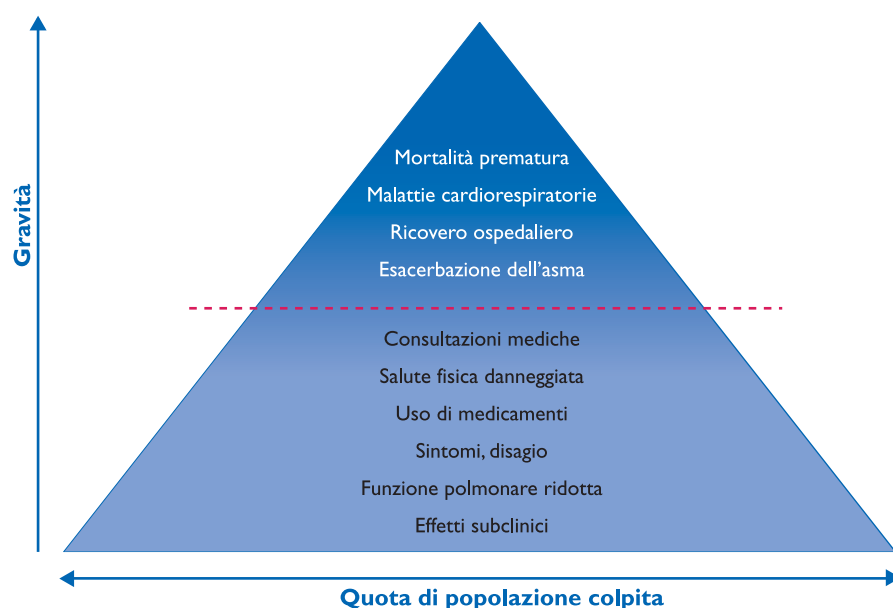 Gravità
Mortalità prematura
Malattie cardiorespiratorie
Ricovero ospedaliero
Esacerbazione dell'asma
Consultazioni mediche
Salute fisica danneggiata
Uso di medicamenti
Sintomi, disagio
Funzione polmonare ridotta
Effetti subclinici
Quota di popolazione colpita